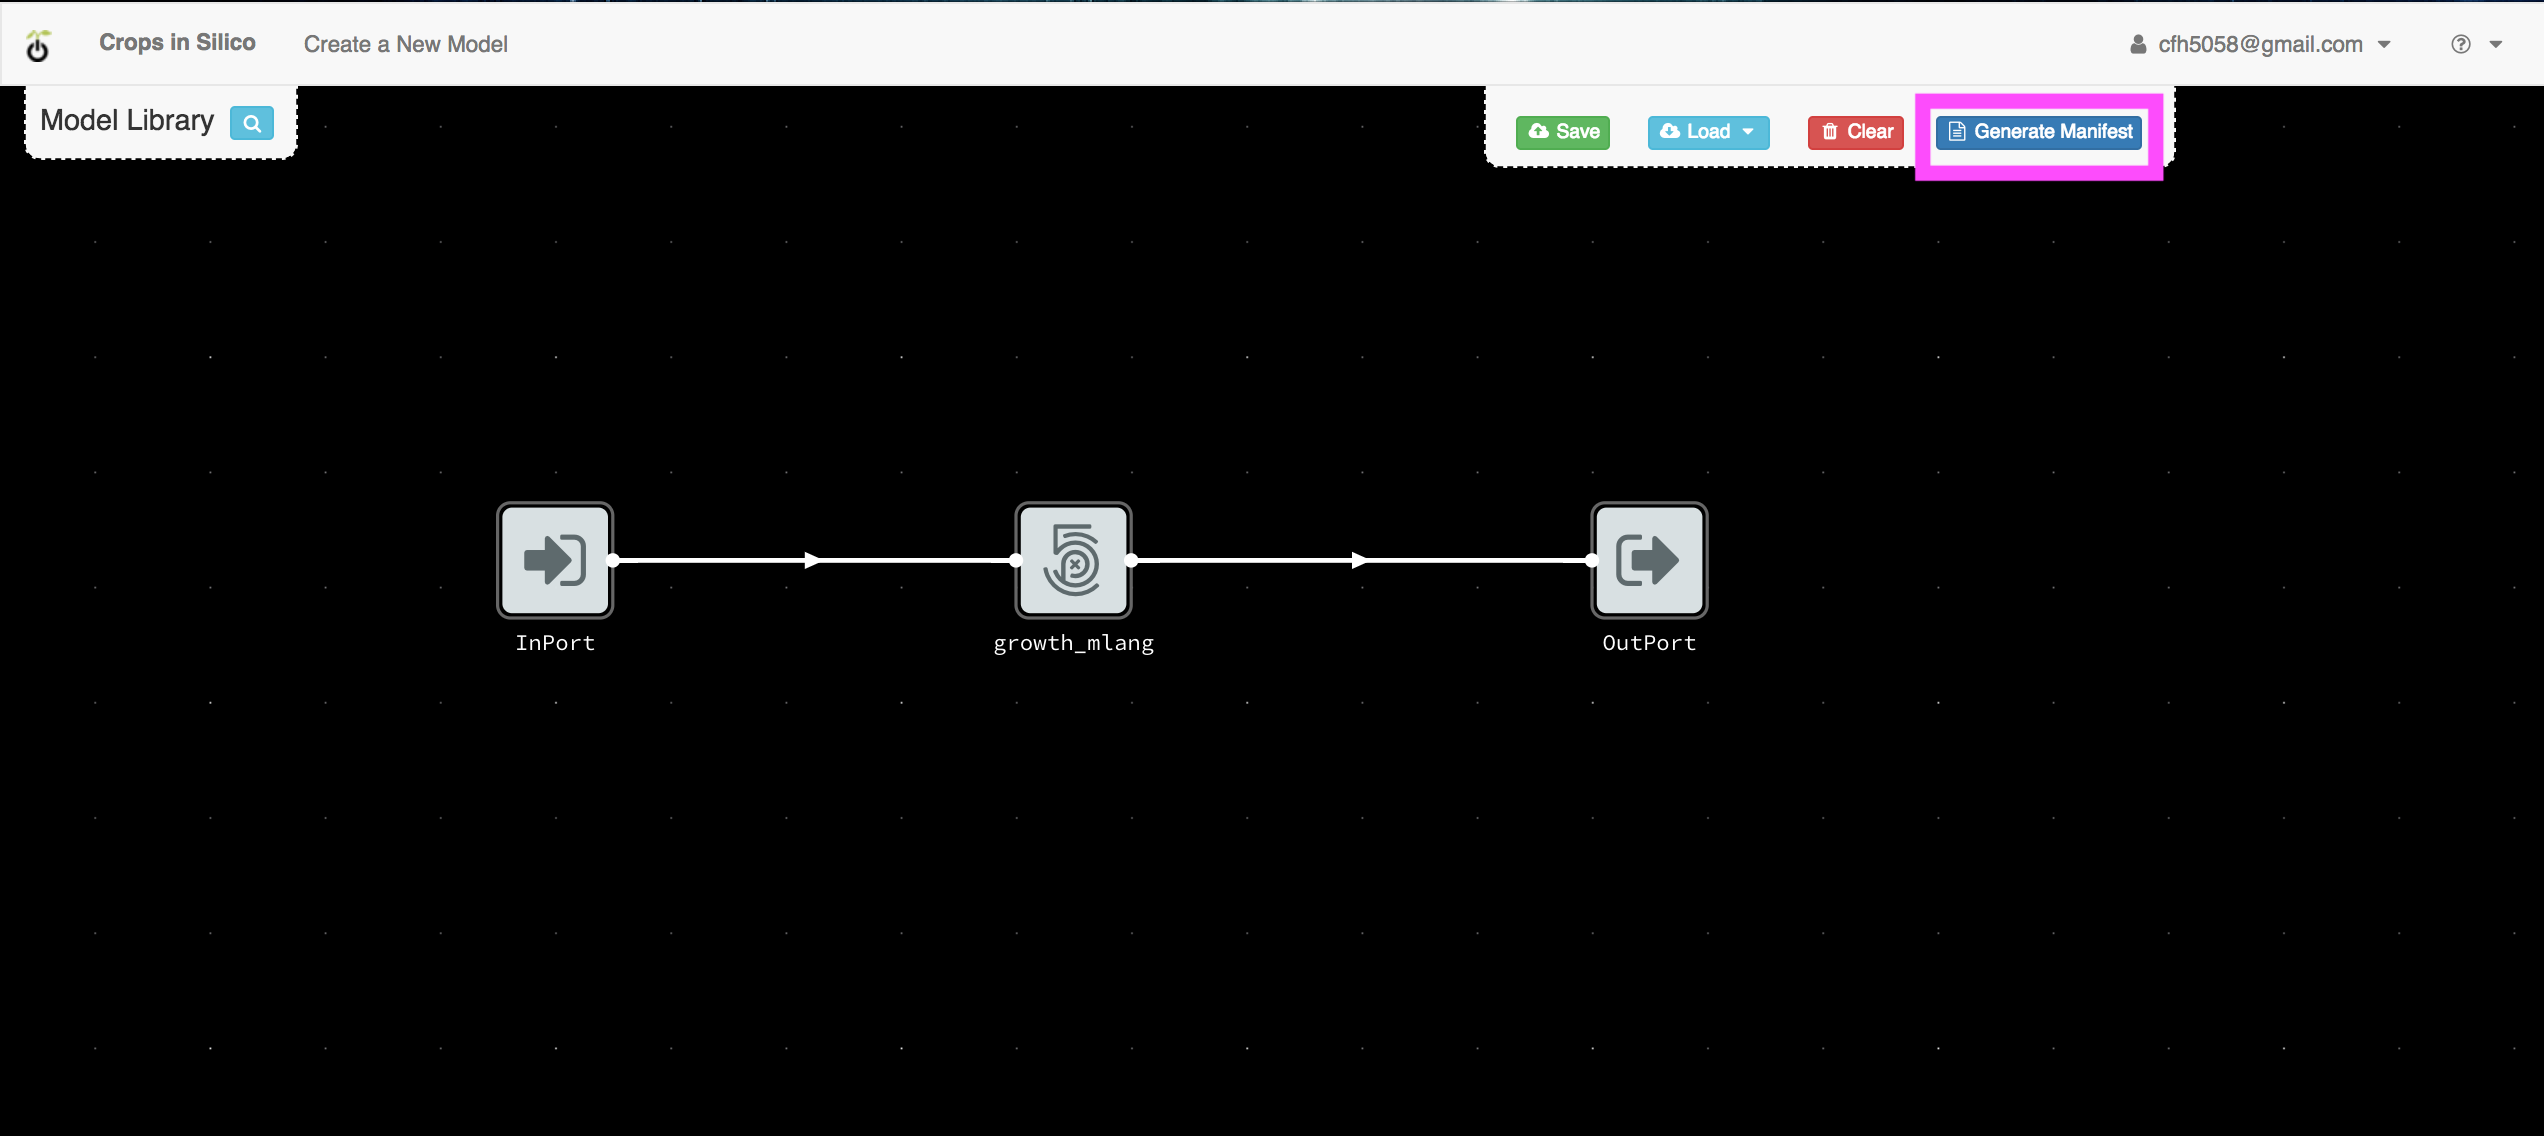 Crops in Silico
Create a New Model
cfh5058@gmail.com
Model Library
Save
Load
Clear
Generate Manifest
InPort
growth_mlang
OutPort